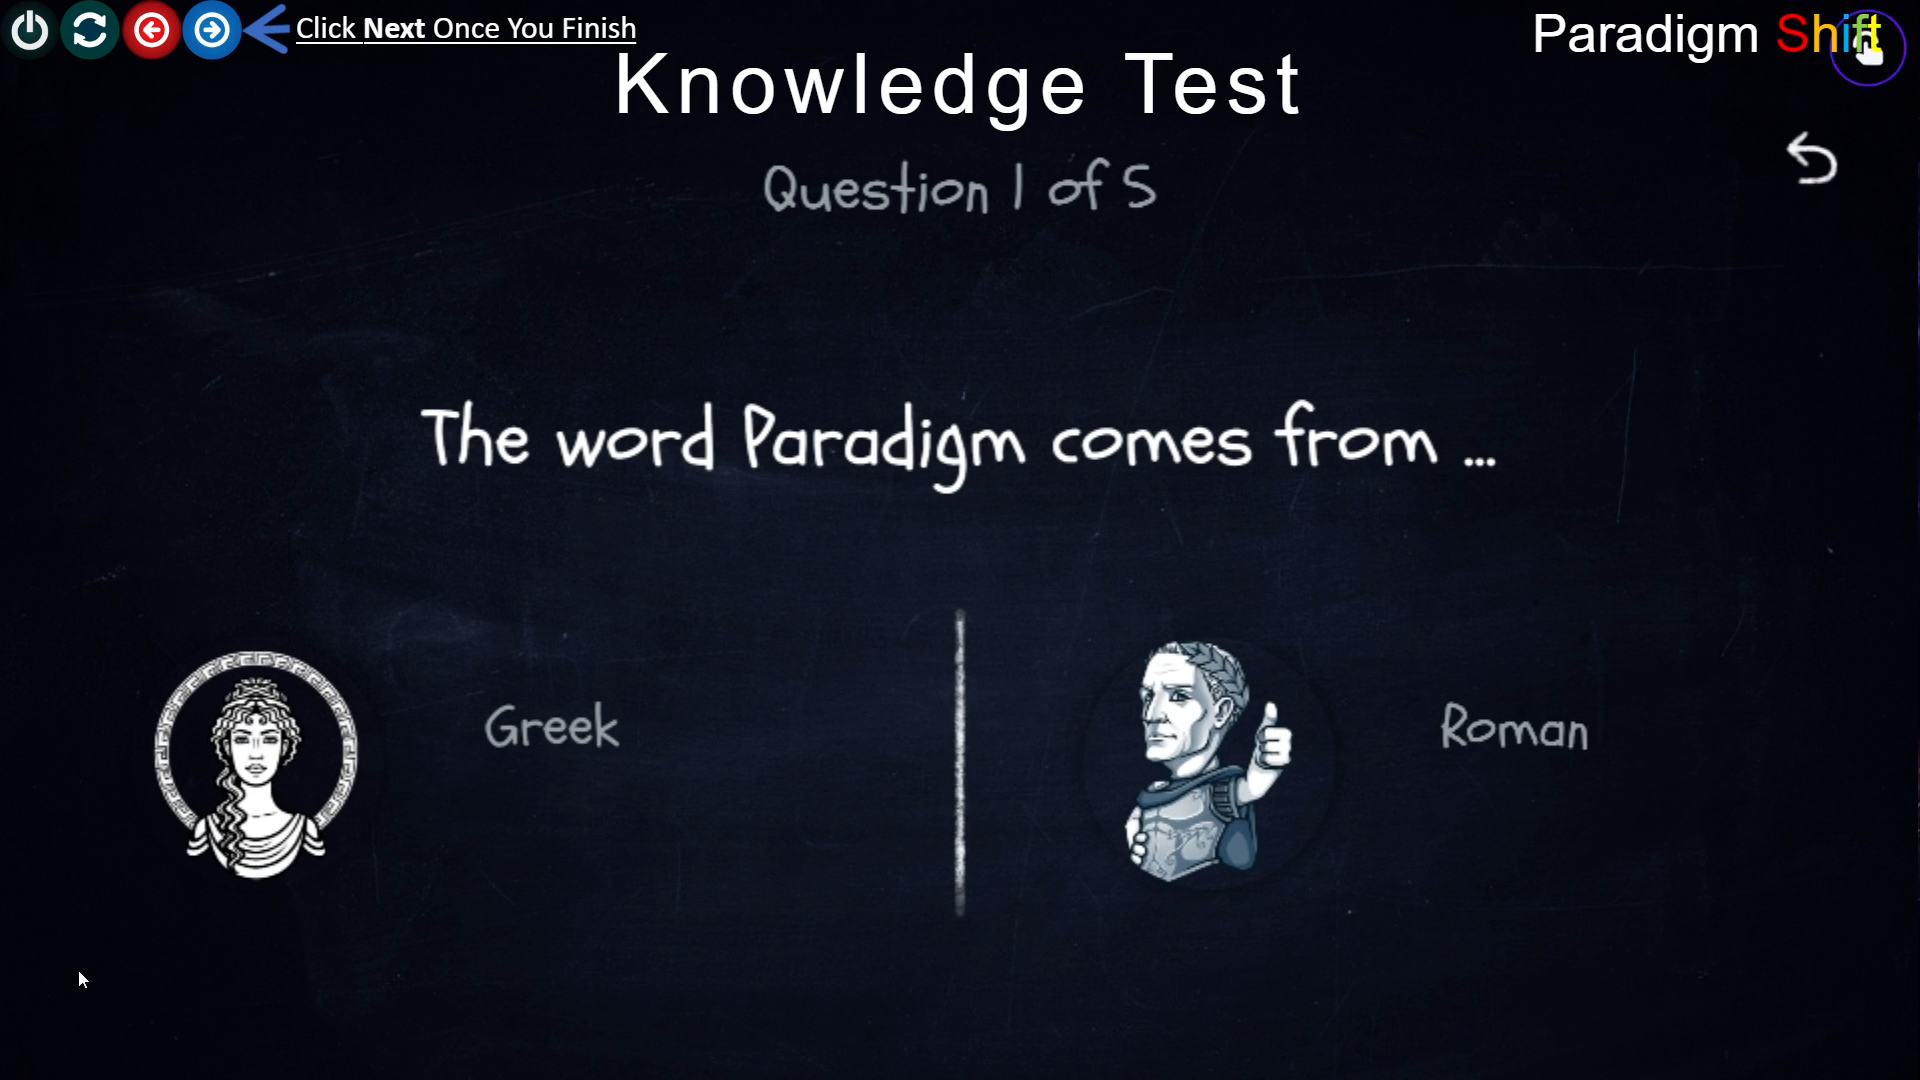 Click Next Once You Finish
Paradigm Shift
Knowledge Test
Question 1 of 5
The word Paradigm comes from ...
Greek
Roman